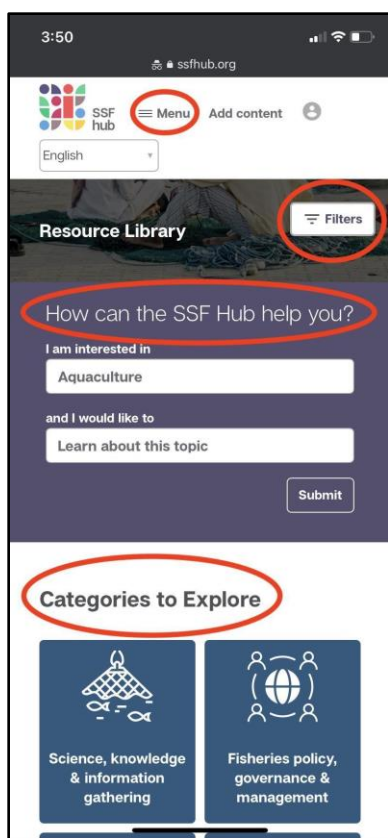 3:50
ssfhub.org
SSF
hub
Menu
Add content
English
Filters
Resource Library
How can the SSF Hub help you?
I am interested in
Aquaculture
and I would like to
Learn about this topic
Submit
Categories to Explore
Science, knowledge
& information
gathering
Fisheries policy,
governance &
management